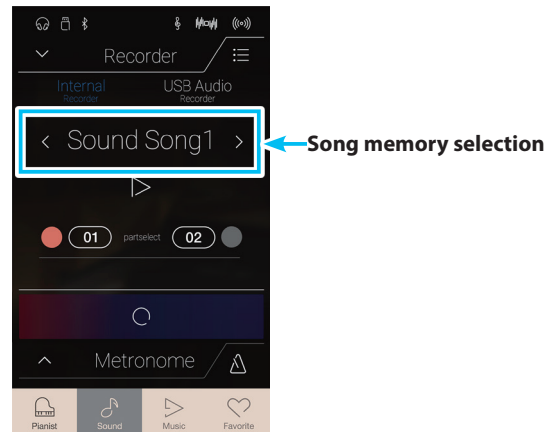 Recorder
Internal USB Audio
Recorder Recorder
Sound Song1
Song memory selection
01 partselect 02
Metronome
Pianist Sound Music Favorite